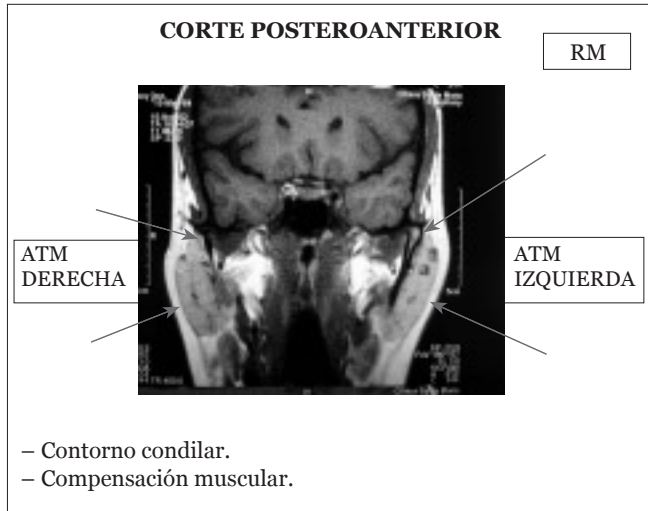 CORTE POSTEROANTERIOR
RM
ATM
DERECHA
ATM
IZQUIERDA
– Contorno condilar.
– Compensación muscular.